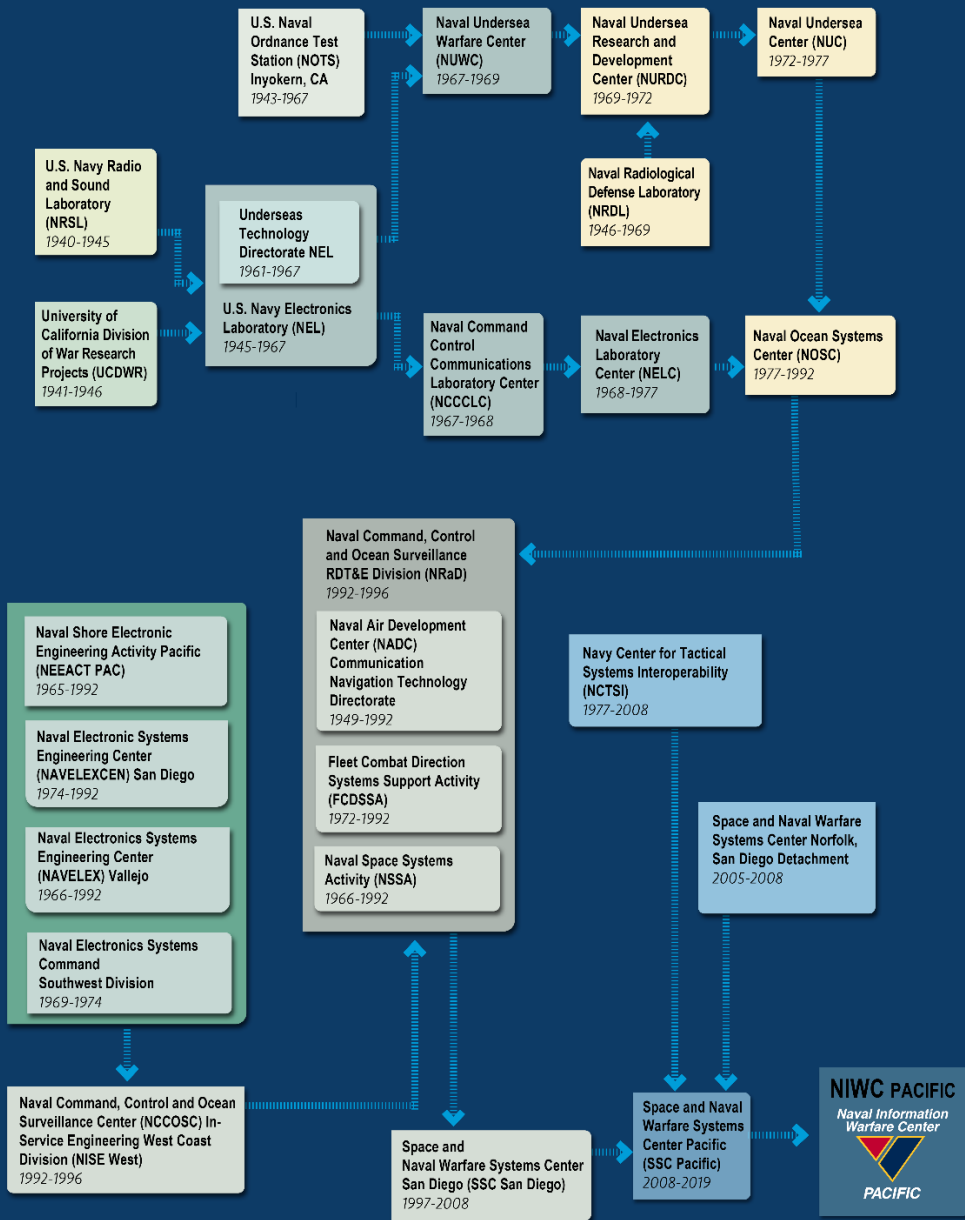 U.S. Naval
Ordnance Test
Station (NOTS)
Inyokern, CA
1943-1967
Naval Undersea
Warfare Center
(NUWC)
1967-1969
Naval Undersea
Research and
Development
Center (NURDC)
1969-1972
Naval Undersea
Center (NUC)
1972-1977
U.S. Navy Radio
and Sound
Laboratory
(NRSL)
1940-1945
Underseas
Technology
Directorate NEL
1961-1967
Naval Radiological
Defense Laboratory
(NRDL)
1946-1969
University of
California Division
of War Research
Projects (UCDWR)
1941-1946
U.S. Navy Electronics
Laboratory (NEL)
1945-1967
Naval Command
Control
Communications
Laboratory Center
(NCCCLC)
1967-1968
Naval Electronics
Laboratory
Center (NELC)
1968-1977
Naval Ocean Systems
Center (NOSC)
1977-1992
Naval Command, Control
and Ocean Surveillance
RDT&E Division (NRaD)
1992-1996
Naval Air Development
Center (NADC)
Communication
Navigation Technology
Directorate
1949-1992
Fleet Combat Direction
Systems Support Activity
(FCDSSA)
1972-1992
Naval Space Systems
Activity (NSSA)
1966-1992
Naval Shore Electronic
Engineering Activity Pacific
(NEEACT PAC)
1965-1992
Naval Electronic Systems
Engineering Center
(NAVELEXCEN) San Diego
1974-1992
Naval Electronics Systems
Engineering Center
(NAVELEX) Vallejo
1966-1992
Naval Electronics Systems
Command
Southwest Division
1969-1974
Navy Center for Tactical
Systems Interoperability
(NCTSI)
1977-2008
Space and Naval Warfare
Systems Center Norfolk,
San Diego Detachment
2005-2008
Naval Command, Control and Ocean
Surveillance Center (NCCOSC) In-
Service Engineering West Coast
Division (NISE West)
1992-1996
Space and
Naval Warfare Systems Center
San Diego (SSC San Diego)
1997-2008
Space and Naval
Warfare Systems
Center Pacific
(SSC Pacific)
2008-2019
NIWC PACIFIC
Naval Information
Warfare Center
PACIFIC